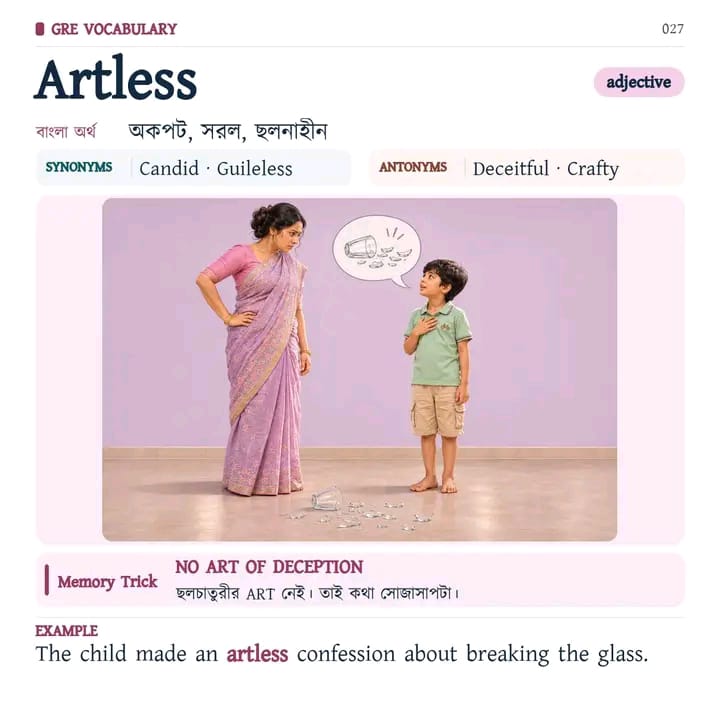 GRE VOCABULARY
027
Artless
adjective
বাংলা অর্থ অকপট, সরল, ছলনাহীন
SYNONYMS Candid · Guileless
ANTONYMS Deceitful · Crafty
Memory Trick
NO ART OF DECEPTION
ছলচাতুরীর ART নেই। তাই কথা সোজাসাপটা।
EXAMPLE
The child made an artless confession about breaking the glass.